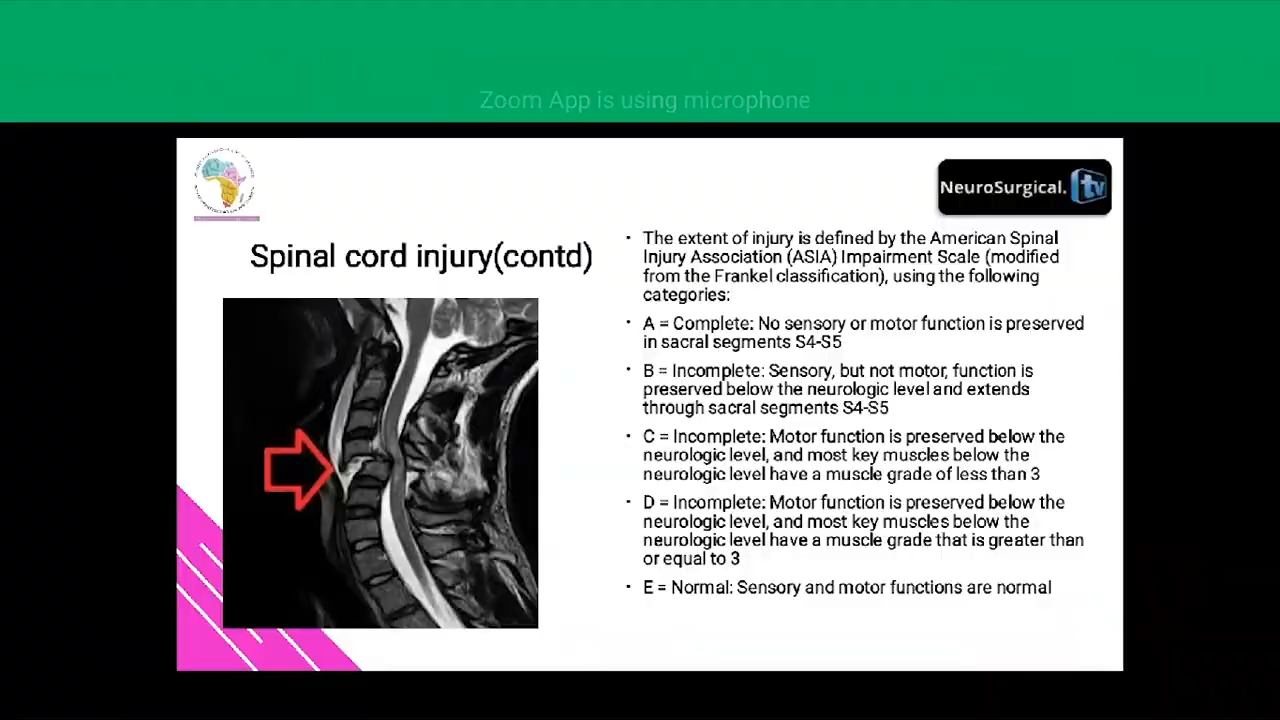 Zoom App is using microphone
NeuroSurgical.tv
Spinal cord injury(contd)
• The extent of injury is defined by the American Spinal
Injury Association (ASIA) Impairment Scale (modified
from the Frankel classification), using the following
categories:
• A = Complete: No sensory or motor function is preserved
in sacral segments S4-S5
• B = Incomplete: Sensory, but not motor, function is
preserved below the neurologic level and extends
through sacral segments S4-S5
• C = Incomplete: Motor function is preserved below the
neurologic level, and most key muscles below the
neurologic level have a muscle grade of less than 3
• D = Incomplete: Motor function is preserved below the
neurologic level, and most key muscles below the
neurologic level have a muscle grade that is greater than
or equal to 3
• E = Normal: Sensory and motor functions are normal